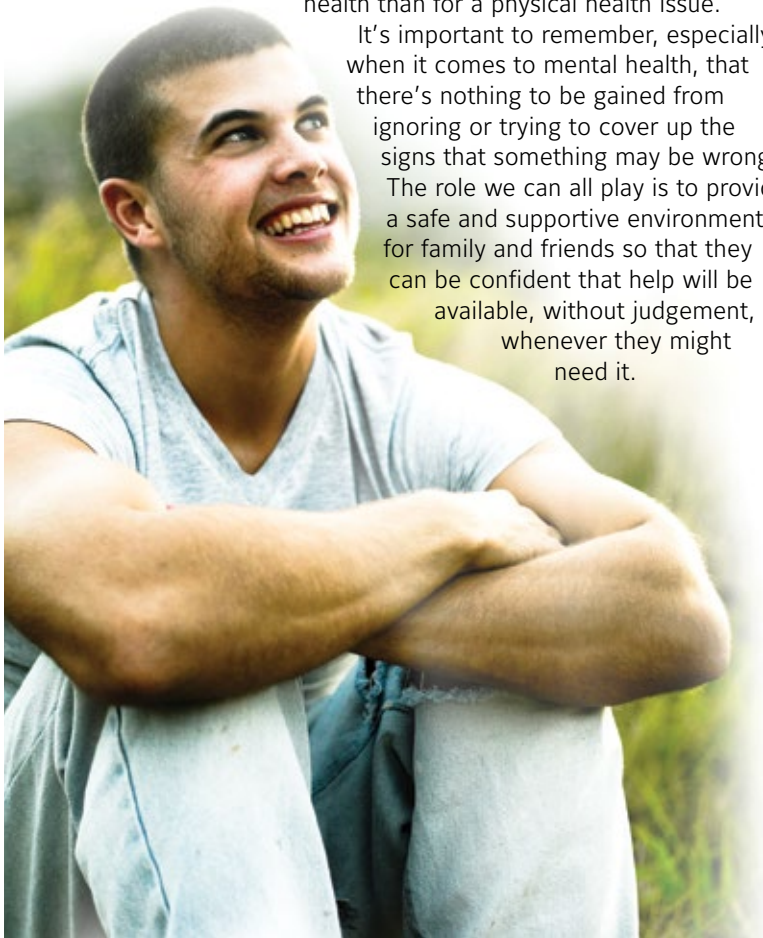 health than for a physical health issue.
It's important to remember, especially
when it comes to mental health, that
there's nothing to be gained from
ignoring or trying to cover up the
signs that something may be wrong
The role we can all play is to provid
a safe and supportive environment
for family and friends so that they
can be confident that help will be
available, without judgement,
whenever they might
need it.